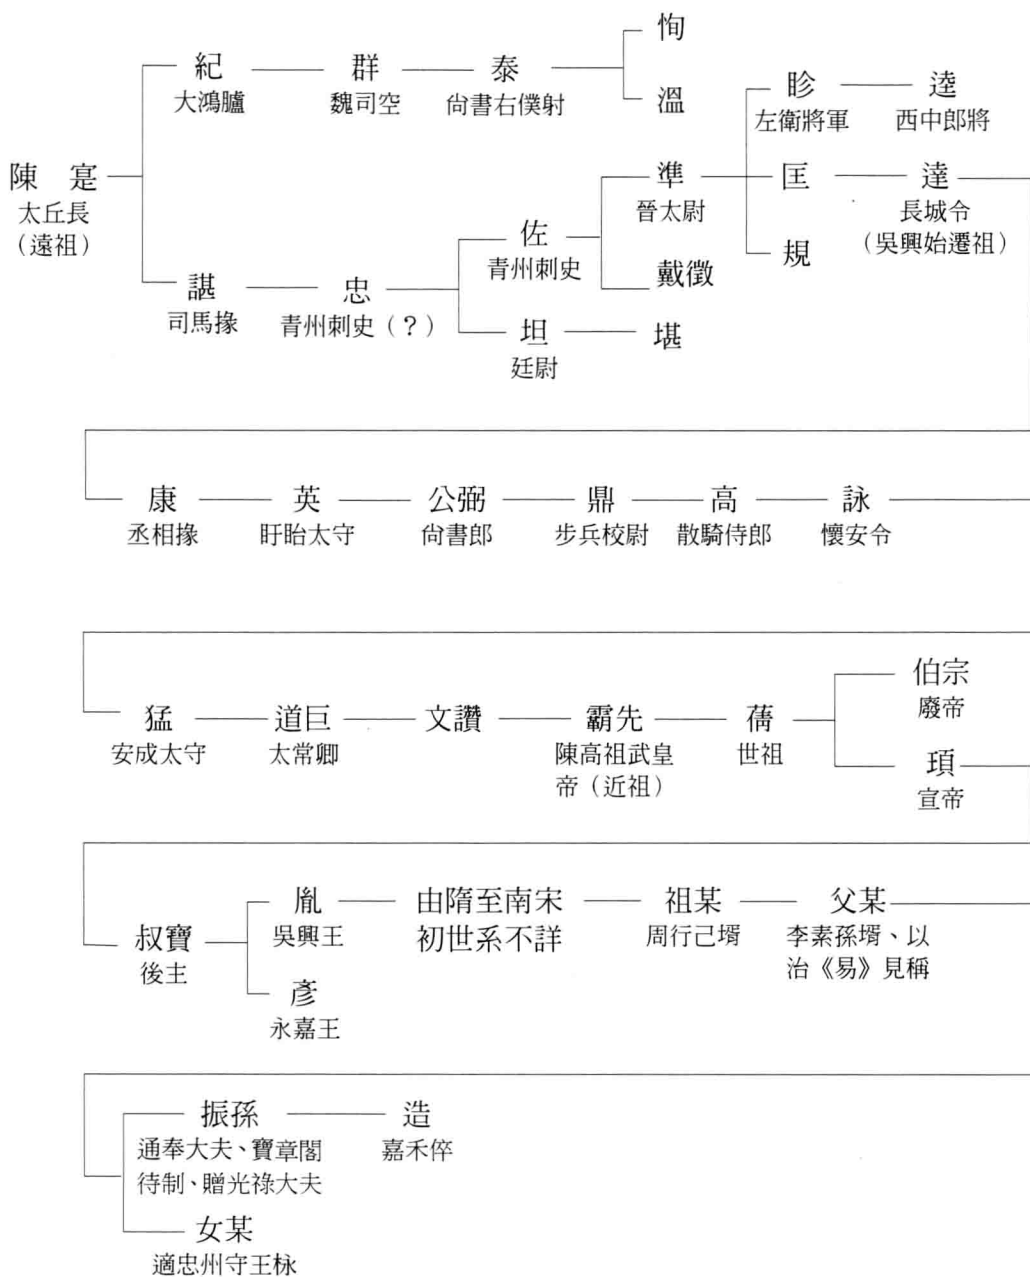 恂
紀 群 泰
大鴻臚 魏司空 尙書右僕射
溫
眕 逵
左衛將軍 西中郎將
陳 寔
太丘長
（遠祖）
準 匡 達
晉太尉 長城令
（吳興始遷祖）
佐
青州刺史
規
戴徵
諶 忠
司馬掾 青州刺史（？）
坦 堪
廷尉
康 英 公弼 鼎 高 詠
丞相掾 盱眙太守 尙書郎 步兵校尉 散騎侍郎 懷安令
伯宗
廢帝
猛 道巨 文讚 霸先 蒨
安成太守 太常卿 陳高祖武皇 世祖
帝（近祖）
頊
宣帝
胤 由隋至南宋 祖某 父某
吳興王 初世系不詳 周行己壻 李素孫壻、以
治《易》見稱
叔寶
後主
彥
永嘉王
振孫 造
通奉大夫、寶章閣 嘉禾倅
待制、贈光祿大夫
女某
適忠州守王栐